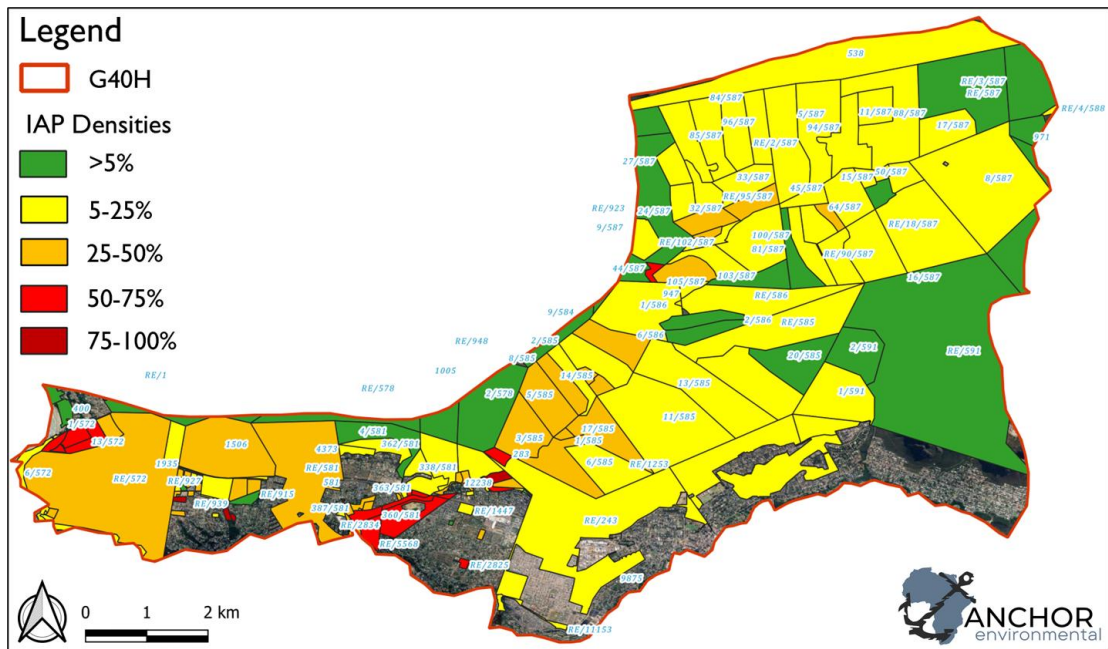 Legend
G40H
IAP Densities
>5%
5-25%
25-50%
50-75%
75-100%
538
RE/3/587
RE/587
RE/4/588
84/587
96/587
5/587
11/587
88/587
94/587
17/587
971
85/587
RE/2/587
27/587
33/587
15/587
50/587
8/587
RE/95/587
45/587
RE/923
24/587
32/587
64/587
9/587
RE/18/587
100/587
RE/102/587
81/587
RE/90/587
44/587
105/587
103/587
16/587
947
RE/586
1/586
9/584
2/586
RE/585
6/586
2/585
RE/948
8/585
20/585
2/591
RE/591
1005
RE/1
14/585
13/585
RE/578
2/578
5/585
1/591
400
11/585
1/572
4/581
17/585
13/572
1506
362/581
3/585
1/585
4373
283
1935
338/581
6/585
RE/1253
6/572
RE/572
RE/927
RE/581
581
363/581
12238
RE/939
RE/915
387/581
360/581
RE/1447
RE/2834
RE/243
RE/5568
RE/2825
9875
RE/11153
0 1 2 km
ANCHOR
environmental